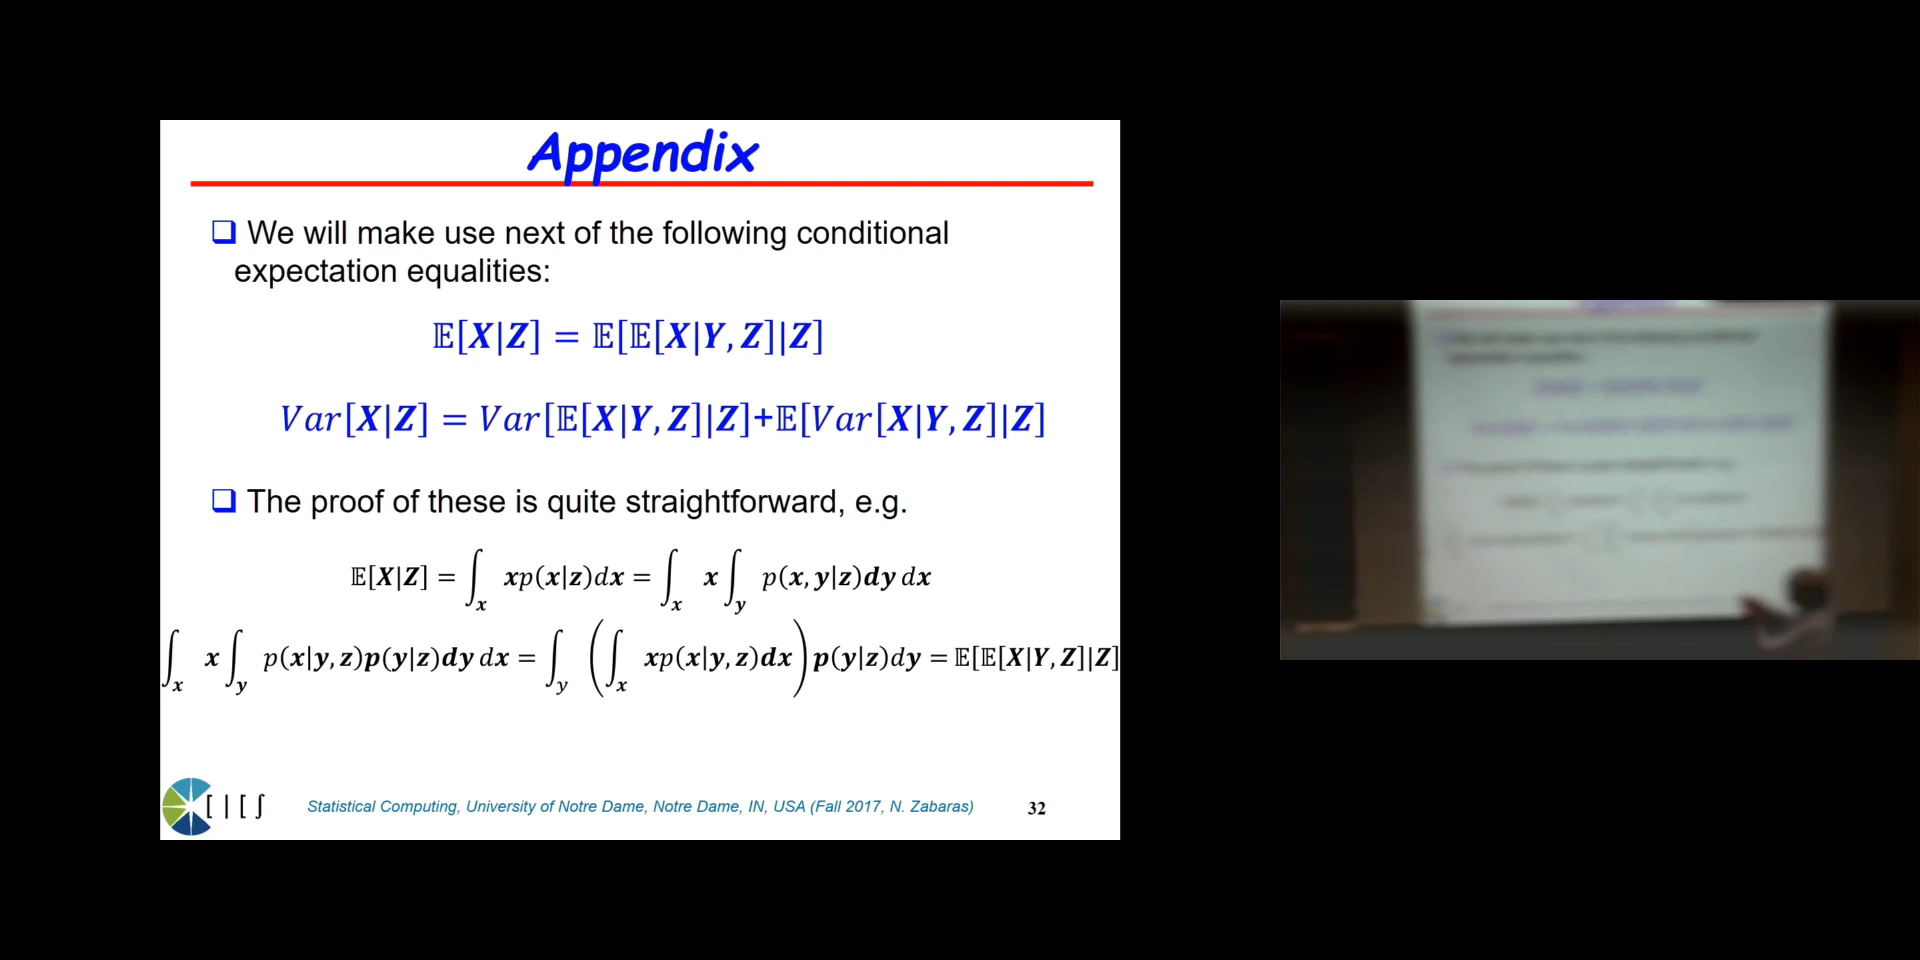 Appendix
❑ We will make use next of the following conditional
expectation equalities:
𝔼[X|Z] = 𝔼[𝔼[X|Y, Z]|Z]
Var[X|Z] = Var[𝔼[X|Y, Z]|Z]+𝔼[Var[X|Y, Z]|Z]
❑ The proof of these is quite straightforward, e.g.
𝔼[X|Z] = ∫_x xp(x|z)dx = ∫_x x ∫_y p(x, y|z)dy dx
∫_x x ∫_y p(x|y, z)p(y|z)dy dx = ∫_y (∫_x xp(x|y, z)dx) p(y|z)dy = 𝔼[𝔼[X|Y, Z]|Z]
Statistical Computing, University of Notre Dame, Notre Dame, IN, USA (Fall 2017, N. Zabaras)
32